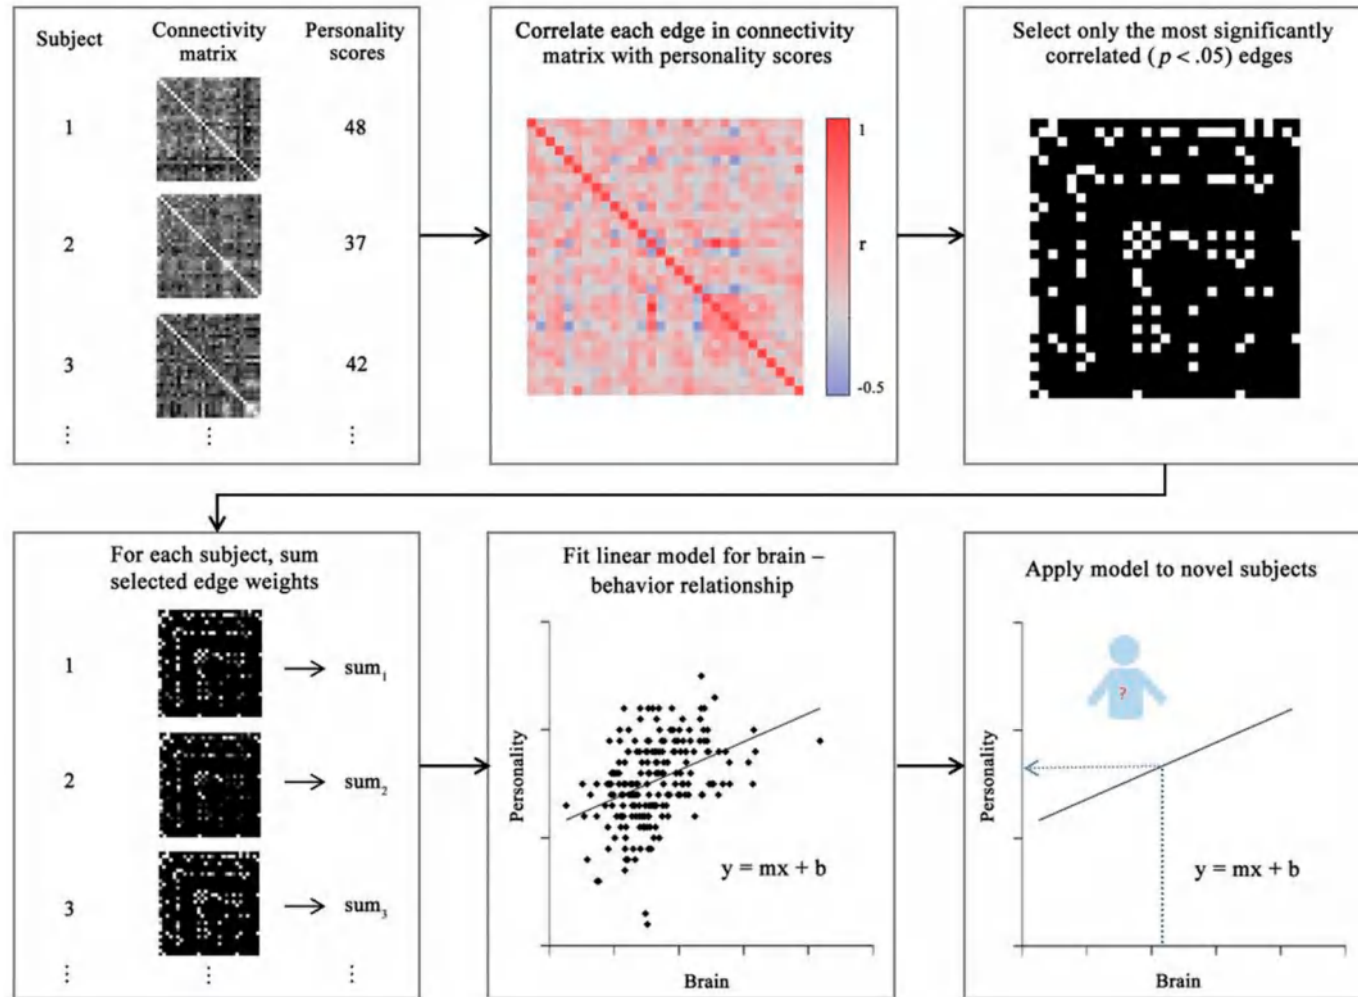 Subject
Connectivity
matrix
Personality
scores
1
48
2
37
3
42
⋮
⋮
⋮
Correlate each edge in connectivity
matrix with personality scores
1
r
-0.5
Select only the most significantly
correlated (p < .05) edges
For each subject, sum
selected edge weights
1
sum₁
2
sum₂
3
sum₃
⋮
⋮
⋮
Fit linear model for brain –
behavior relationship
Personality
y = mx + b
Brain
Apply model to novel subjects
?
Personality
y = mx + b
Brain